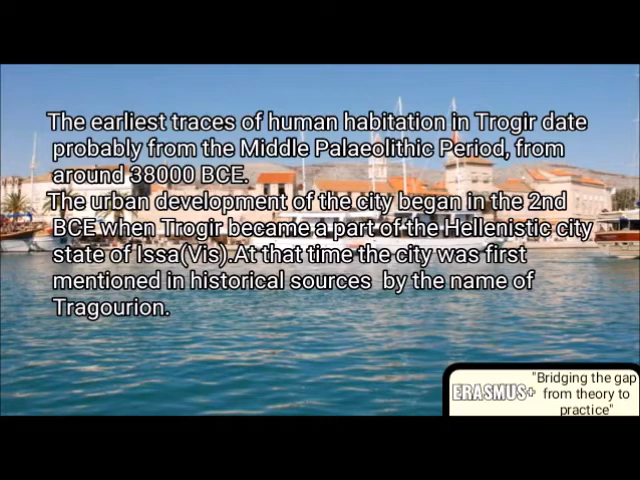 The earliest traces of human habitation in Trogir date
probably from the Middle Palaeolithic Period, from
around 38000 BCE.
The urban development of the city began in the 2nd
BCE when Trogir became a part of the Hellenistic city
state of Issa(Vis).At that time the city was first
mentioned in historical sources by the name of
Tragourion.
ERASMUS+
"Bridging the gap
from theory to
practice"